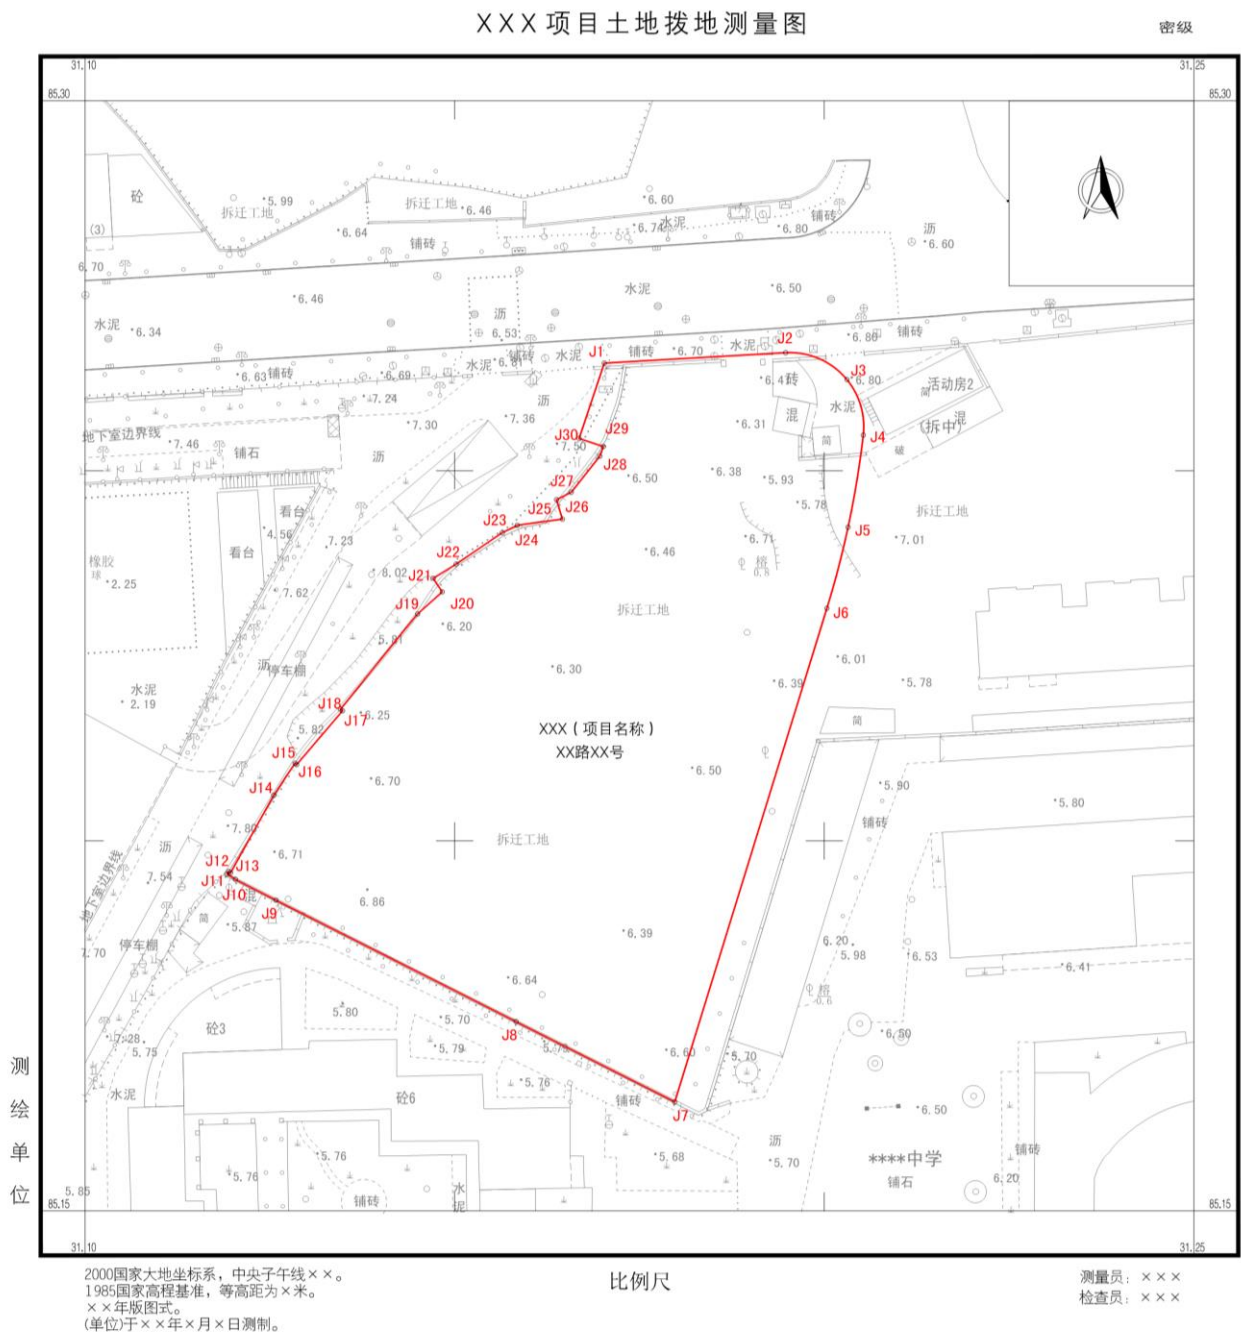 XXX项目土地拨地测量图
密级
31.10
31.25
85.30
85.30
砼
5.99
拆迁工地
拆迁工地
6.46
6.60
水泥
铺砖
沥
(3)
6.64
6.74
6.80
6.60
铺砖
6.70
6.46
水泥
6.50
沥
水泥
6.34
6.53
6.86
铺砖
J1
铺砖
6.70
水泥
J2
水泥
6.81
铺砖
水泥
铺砖
6.63
6.69
J3
6.80
砖
6.4
活动房2
简
7.24
沥
7.36
水泥
混
混
(拆中)
7.30
6.31
J29
J4
地下室边界线
7.46
J30
7.50
简
破
铺石
沥
J28
6.38
5.93
J27
6.50
5.78
看台
J25
J26
拆迁工地
4.56
J23
J24
J5
看台
7.23
6.46
6.71
7.01
橡胶
球
2.25
J22
榕
0.8
8.02
J21
7.62
J20
J19
拆迁工地
J6
6.20
5.81
沥
停车棚
6.30
6.01
水泥
6.39
5.78
2.19
J18
6.25
J17
简
5.82
XXX（项目名称）
XX路XX号
J15
J16
6.50
6.70
5.90
J14
5.80
铺砖
7.80
拆迁工地
沥
6.71
J12
J13
地下室边界线
7.54
J11
J10
混
6.86
J9
简
5.87
6.39
停车棚
6.20
7.70
5.98
6.53
6.41
6.64
榕
0.6
5.80
砼3
5.70
J8
6.50
7.28
5.75
5.79
5.79
6.60
5.70
5.76
水泥
砼6
铺砖
J7
6.50
沥
****中学
铺砖
5.76
5.68
5.70
5.76
铺石
6.20
5.85
铺砖
水泥
85.15
85.15
31.10
31.25
测绘单位
2000国家大地坐标系，中央子午线××。
1985国家高程基准，等高距为×米。
××年版图式。
(单位)于××年×月×日测制。
比例尺
测量员：×××
检查员：×××